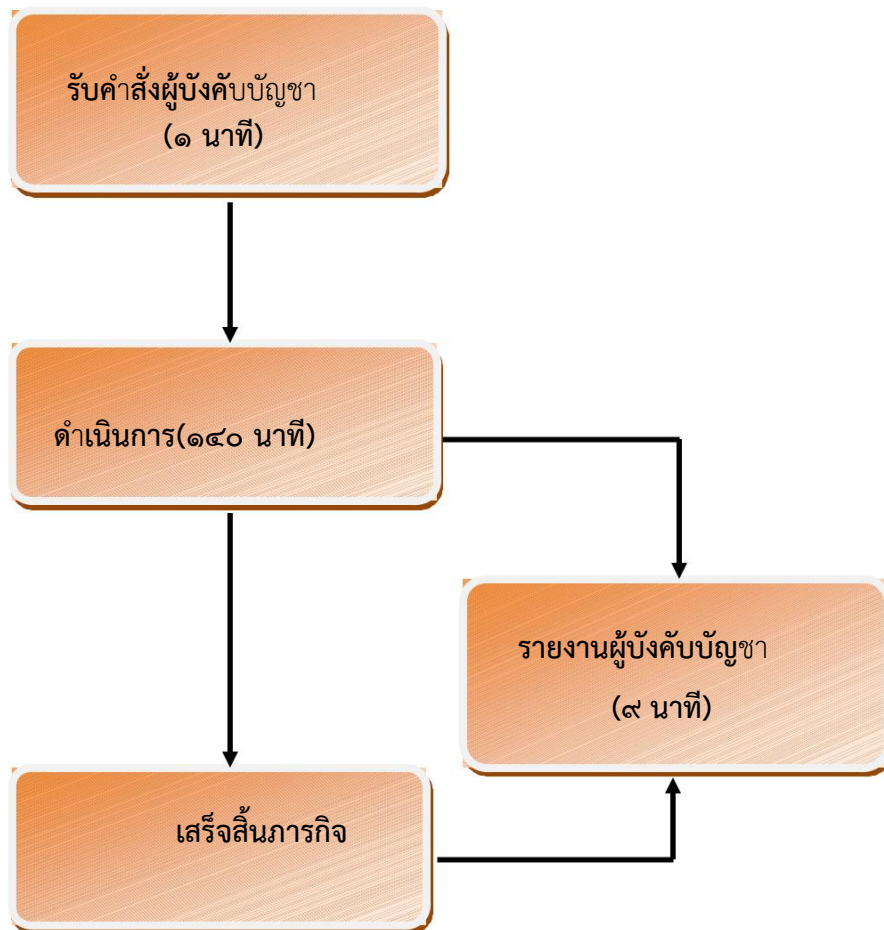 รับคำสั่งผู้บังคับบัญชา
(๑ นาที)
ดำเนินการ(๑๔๐ นาที)
รายงานผู้บังคับบัญชา
(๙ นาที)
เสร็จสิ้นภารกิจ